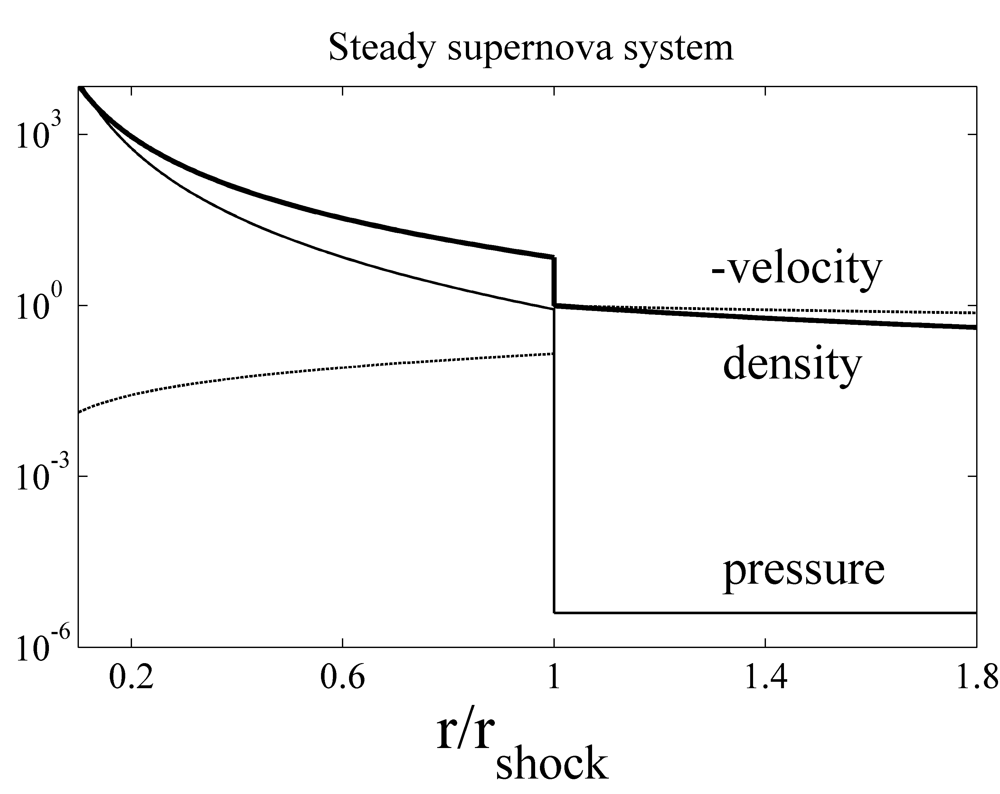 Steady supernova system
10^3
10^0
10^-3
10^-6
-velocity
density
pressure
0.2 0.6 1 1.4 1.8
r/r_shock